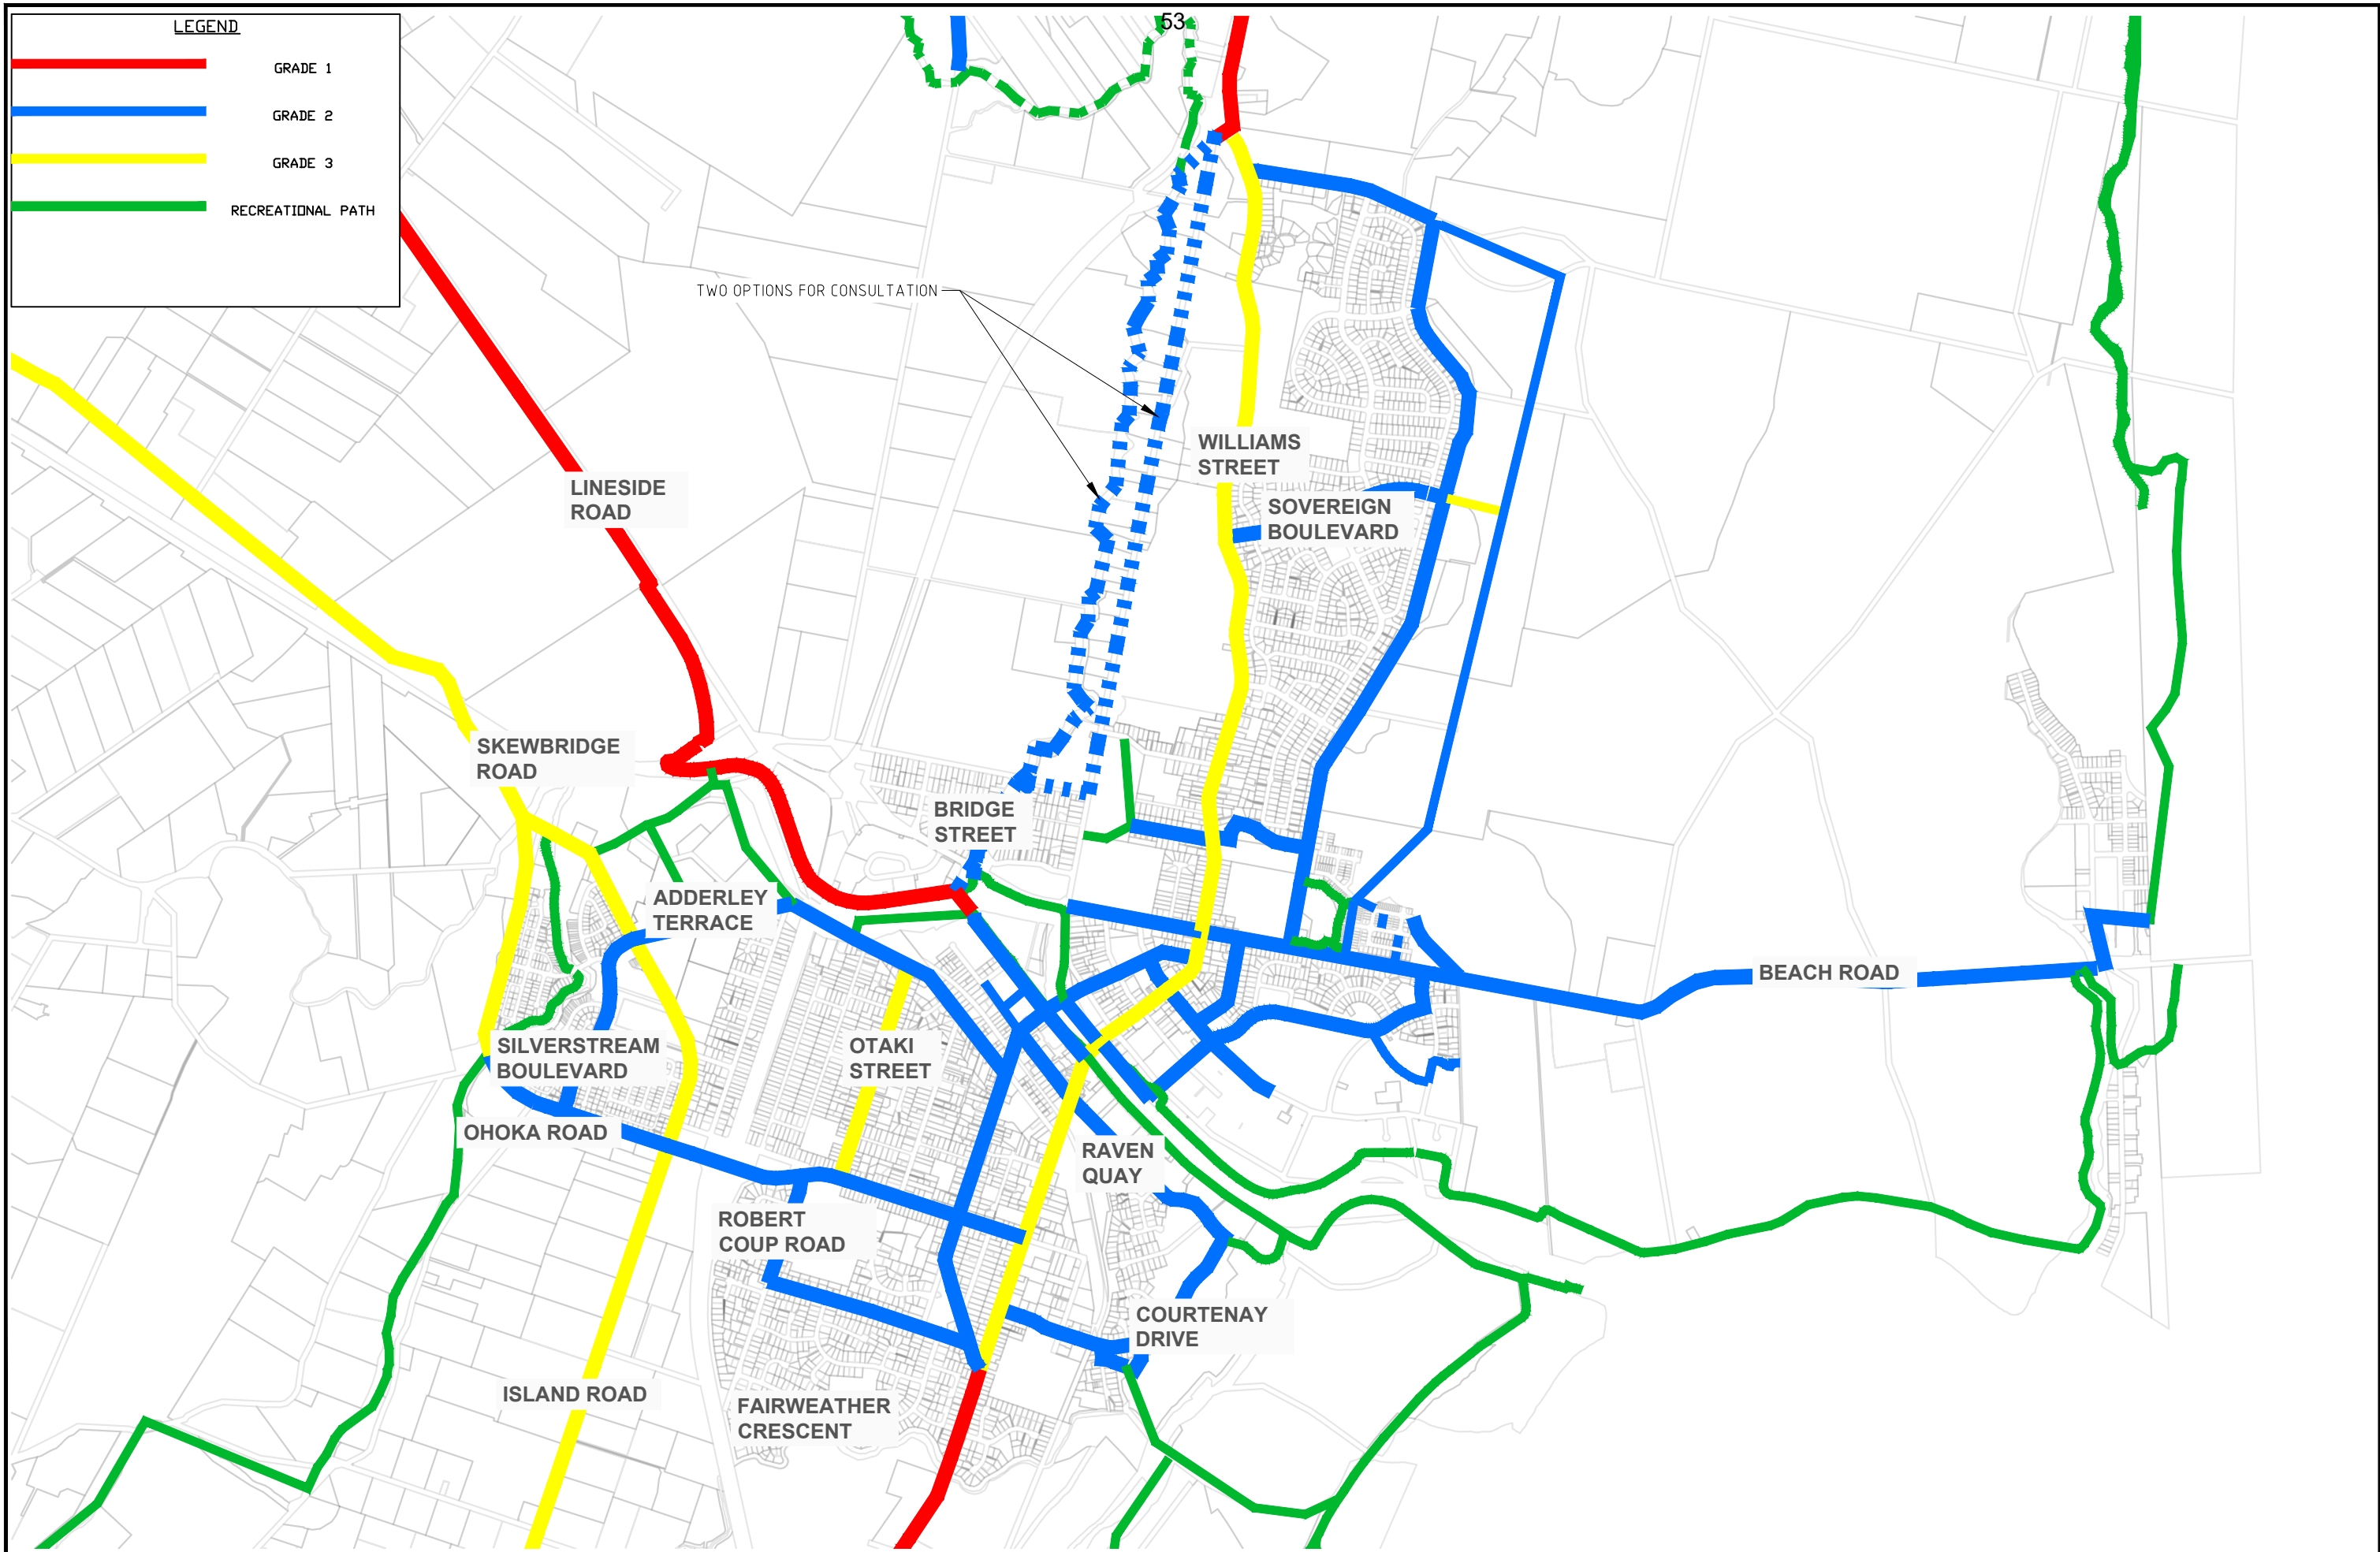 53
LEGEND
GRADE 1
GRADE 2
GRADE 3
RECREATIONAL PATH
TWO OPTIONS FOR CONSULTATION
WILLIAMS
STREET
LINESIDE
ROAD
SOVEREIGN
BOULEVARD
SKEWBRIDGE
ROAD
BRIDGE
STREET
ADDERLEY
TERRACE
BEACH ROAD
SILVERSTREAM
BOULEVARD
OTAKI
STREET
OHOKA ROAD
RAVEN
QUAY
ROBERT
COUP ROAD
COURTENAY
DRIVE
ISLAND ROAD
FAIRWEATHER
CRESCENT